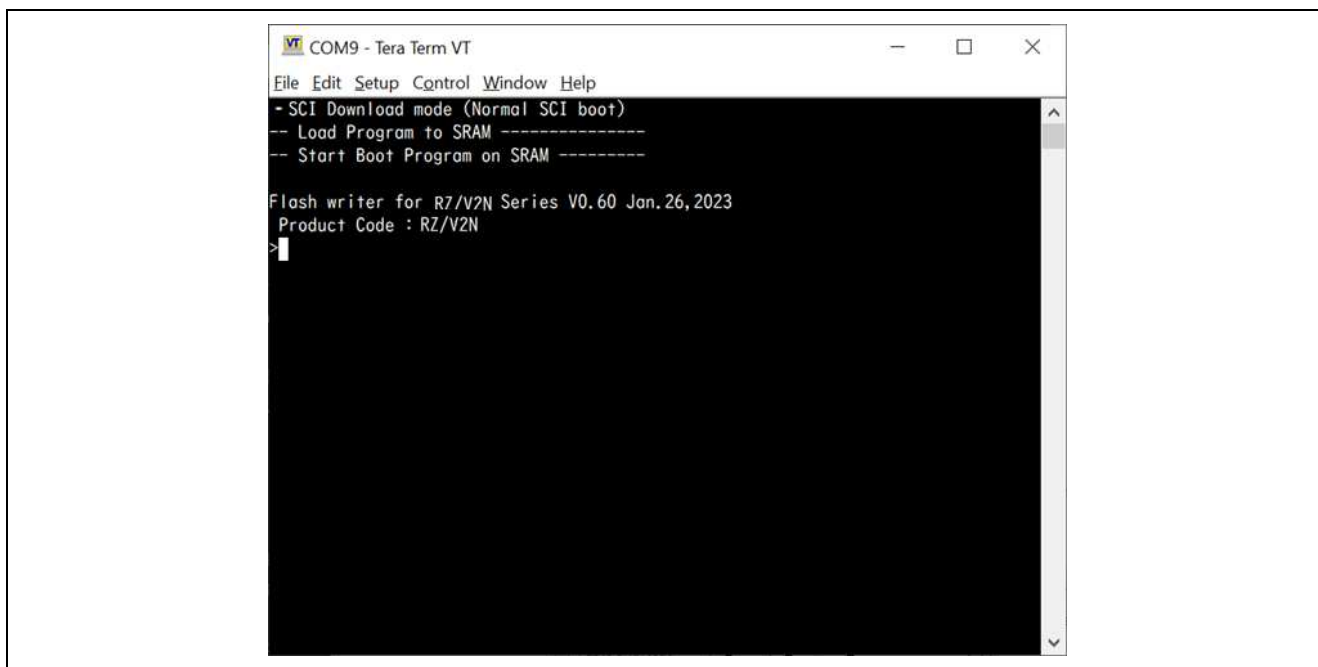 COM9 - Tera Term VT
File Edit Setup Control Window Help
- SCI Download mode (Normal SCI boot)
-- Load Program to SRAM ---------------
-- Start Boot Program on SRAM ---------
Flash writer for RZ/V2N Series V0.60 Jan.26,2023
Product Code : RZ/V2N
>